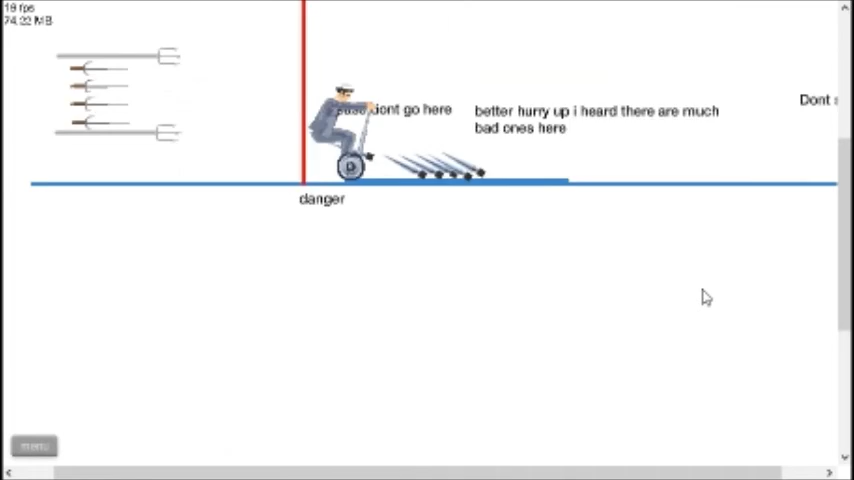 19 fps
74.22 MB
dont go here
better hurry up i heard there are much
bad ones here
Dont
danger
menu